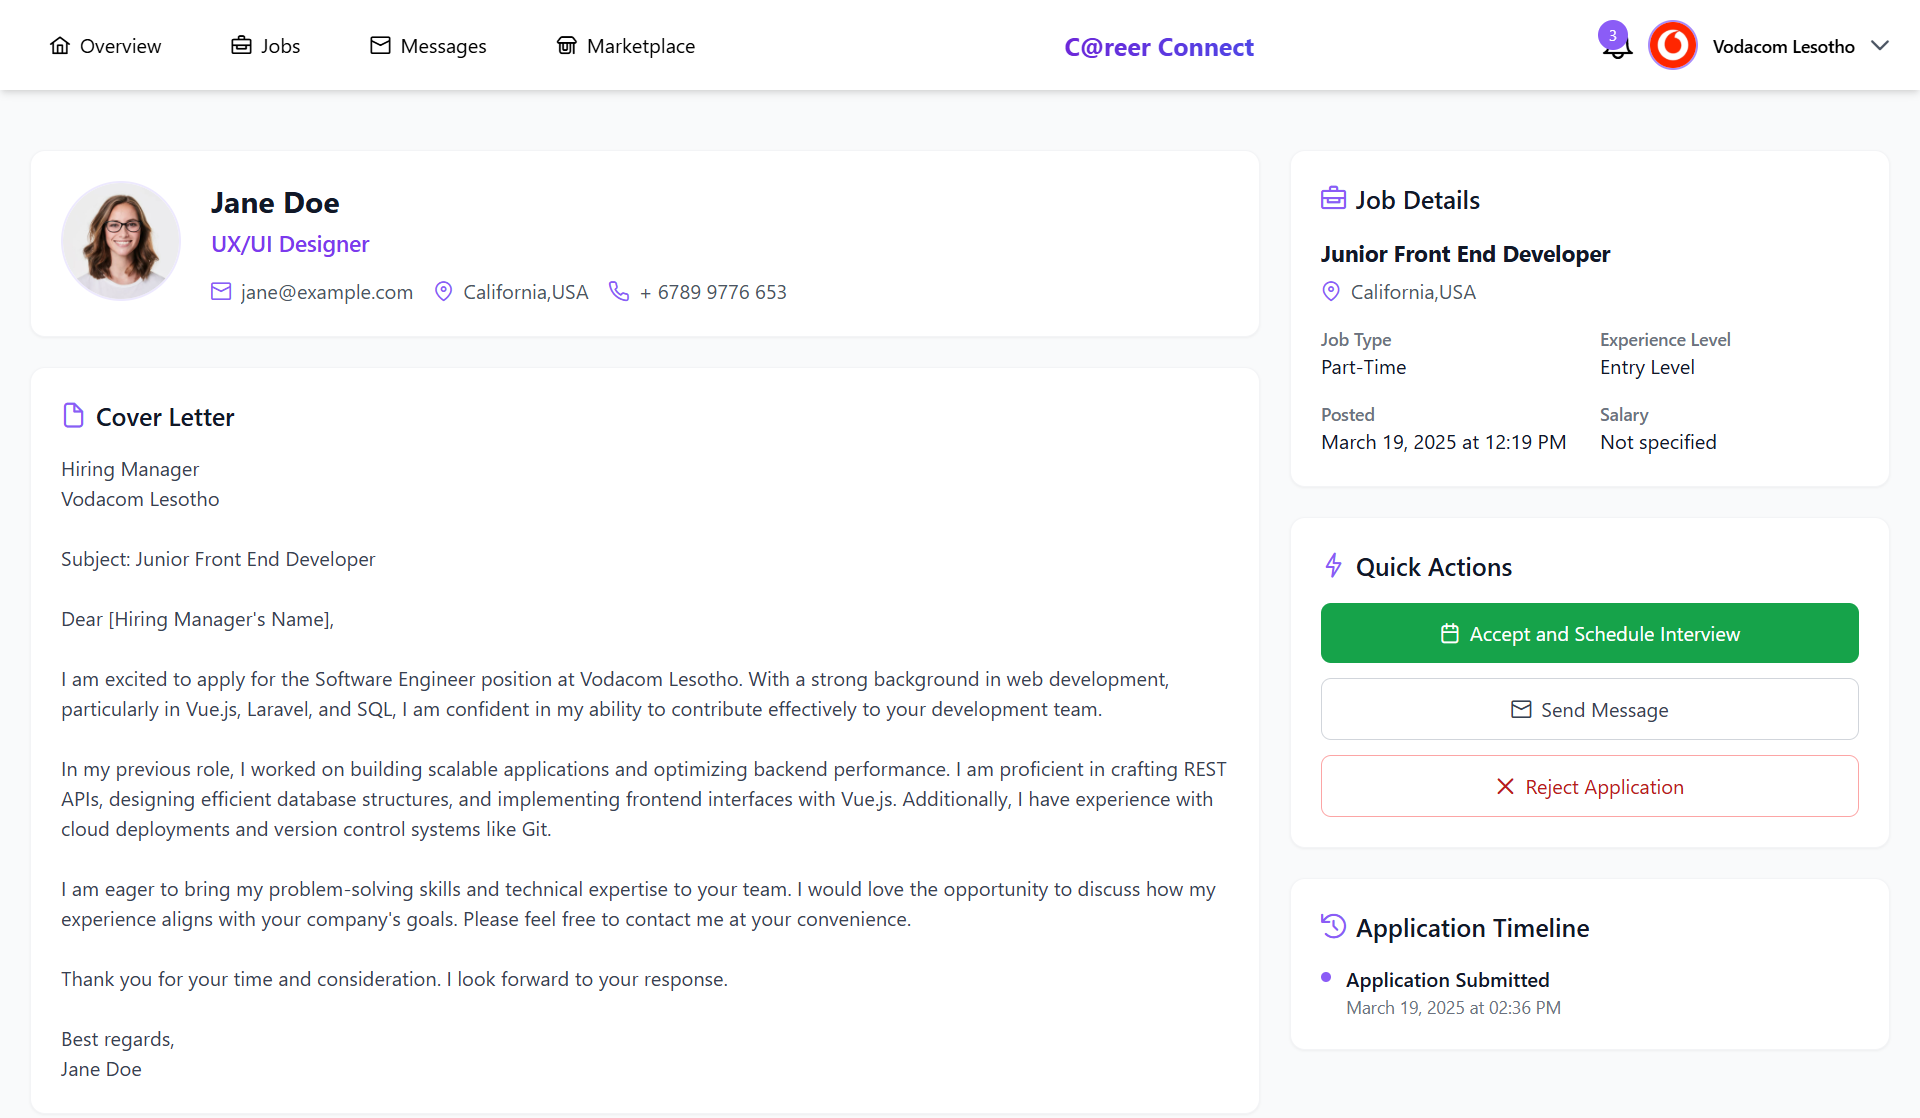 Overview
Jobs
Messages
Marketplace
C@reer Connect
3
Vodacom Lesotho
Jane Doe
UX/UI Designer
jane@example.com
California,USA
+ 6789 9776 653
Cover Letter
Hiring Manager
Vodacom Lesotho
Subject: Junior Front End Developer
Dear [Hiring Manager's Name],
I am excited to apply for the Software Engineer position at Vodacom Lesotho. With a strong background in web development,
particularly in Vue.js, Laravel, and SQL, I am confident in my ability to contribute effectively to your development team.
In my previous role, I worked on building scalable applications and optimizing backend performance. I am proficient in crafting REST
APIs, designing efficient database structures, and implementing frontend interfaces with Vue.js. Additionally, I have experience with
cloud deployments and version control systems like Git.
I am eager to bring my problem-solving skills and technical expertise to your team. I would love the opportunity to discuss how my
experience aligns with your company's goals. Please feel free to contact me at your convenience.
Thank you for your time and consideration. I look forward to your response.
Best regards,
Jane Doe
Job Details
Junior Front End Developer
California,USA
Job Type
Part-Time
Experience Level
Entry Level
Posted
March 19, 2025 at 12:19 PM
Salary
Not specified
Quick Actions
Accept and Schedule Interview
Send Message
Reject Application
Application Timeline
Application Submitted
March 19, 2025 at 02:36 PM